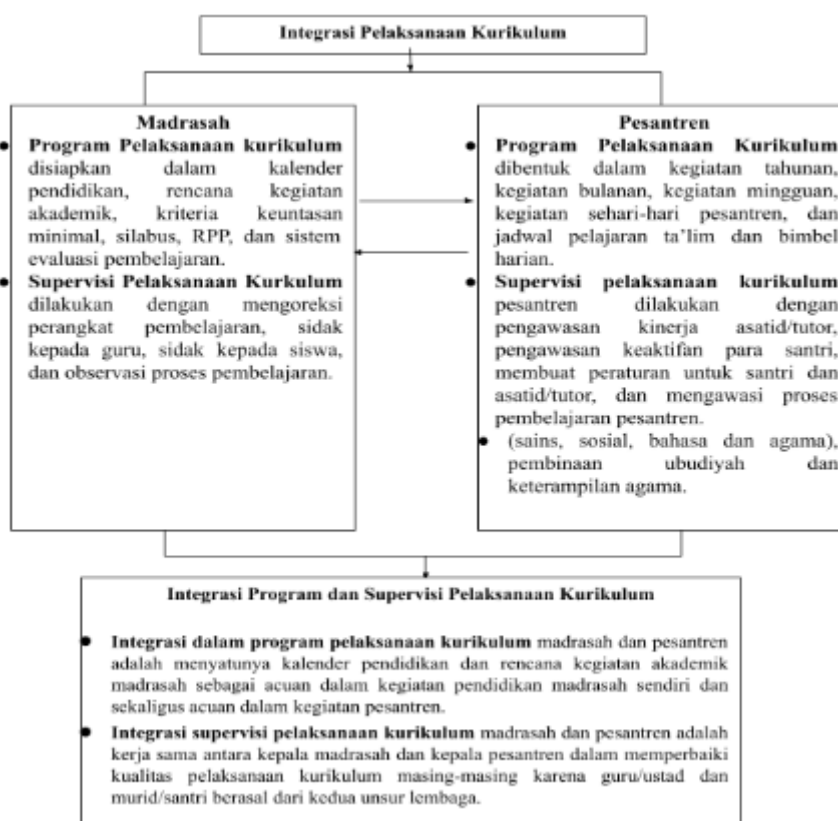 Integrasi Pelaksanaan Kurikulum
Madrasah
● Program Pelaksanaan kurikulum
disiapkan dalam kalender
pendidikan, rencana kegiatan
akademik, kriteria keuntasan
minimal, silabus, RPP, dan sistem
evaluasi pembelajaran.
● Supervisi Pelaksanaan Kurkulum
dilakukan dengan mengoreksi
perangkat pembelajaran, sidak
kepada guru, sidak kepada siswa,
dan observasi proses pembelajaran.
Pesantren
● Program Pelaksanaan Kurikulum
dibentuk dalam kegiatan tahunan,
kegiatan bulanan, kegiatan mingguan,
kegiatan sehari-hari pesantren, dan
jadwal pelajaran ta'lim dan bimbel
harian.
● Supervisi pelaksanaan kurikulum
pesantren dilakukan dengan
pengawasan kinerja asatid/tutor,
pengawasan keaktifan para santri,
membuat peraturan untuk santri dan
asatid/tutor, dan mengawasi proses
pembelajaran pesantren.
● (sains, sosial, bahasa dan agama),
pembinaan ubudiyah dan
keterampilan agama.
Integrasi Program dan Supervisi Pelaksanaan Kurikulum
● Integrasi dalam program pelaksanaan kurikulum madrasah dan pesantren
adalah menyatunya kalender pendidikan dan rencana kegiatan akademik
madrasah sebagai acuan dalam kegiatan pendidikan madrasah sendiri dan
sekaligus acuan dalam kegiatan pesantren.
● Integrasi supervisi pelaksanaan kurikulum madrasah dan pesantren adalah
kerja sama antara kepala madrasah dan kepala pesantren dalam memperbaiki
kualitas pelaksanaan kurikulum masing-masing karena guru/ustad dan
murid/santri berasal dari kedua unsur lembaga.